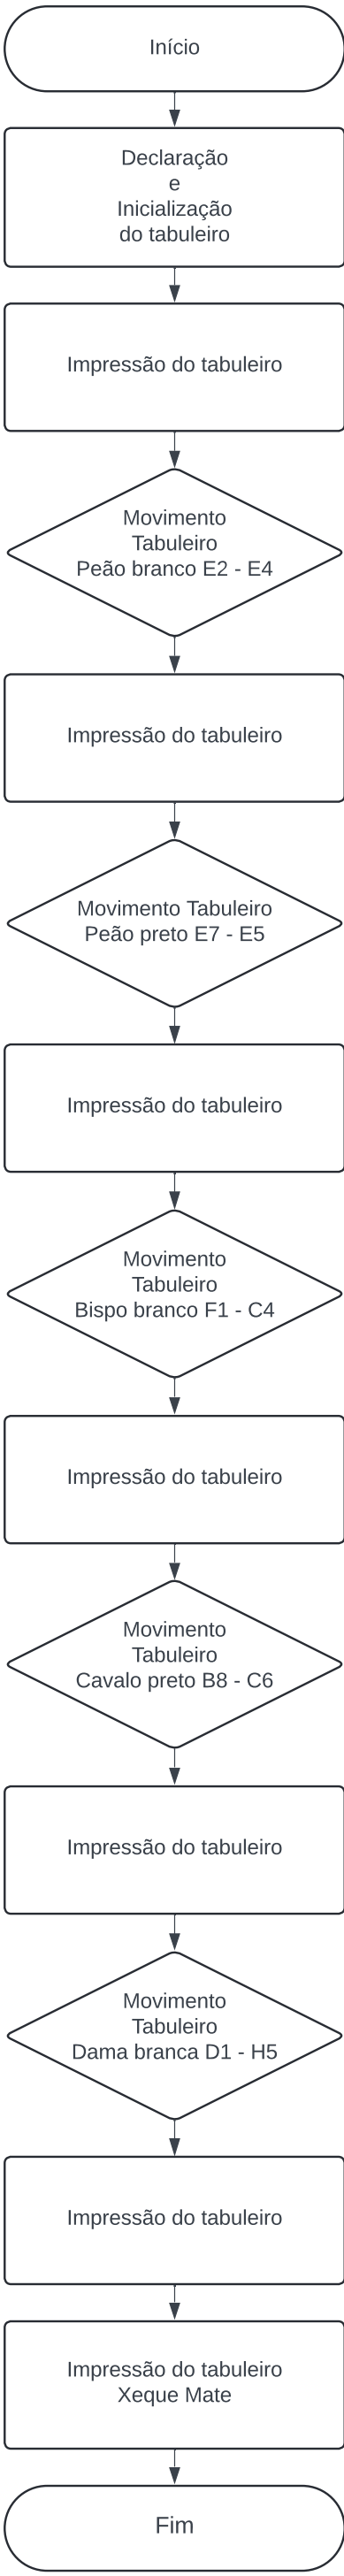 Início
Declaração
e
Inicialização
do tabuleiro
Impressão do tabuleiro
Movimento
Tabuleiro
Peão branco E2 - E4
Impressão do tabuleiro
Movimento Tabuleiro
Peão preto E7 - E5
Impressão do tabuleiro
Movimento
Tabuleiro
Bispo branco F1 - C4
Impressão do tabuleiro
Movimento
Tabuleiro
Cavalo preto B8 - C6
Impressão do tabuleiro
Movimento
Tabuleiro
Dama branca D1 - H5
Impressão do tabuleiro
Impressão do tabuleiro
Xeque Mate
Fim